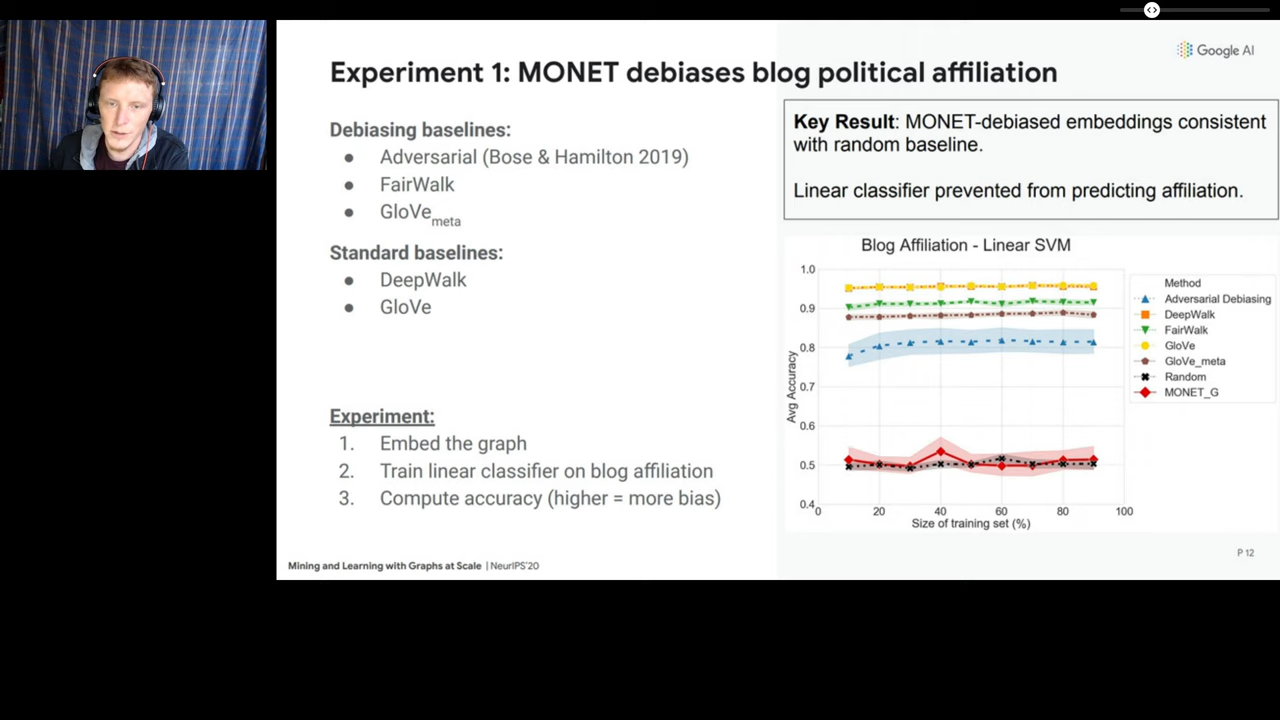 Google AI
Experiment 1: MONET debiases blog political affiliation
Debiasing baselines:
● Adversarial (Bose & Hamilton 2019)
● FairWalk
● GloVe meta
Standard baselines:
● DeepWalk
● GloVe
Experiment:
1. Embed the graph
2. Train linear classifier on blog affiliation
3. Compute accuracy (higher = more bias)
Key Result: MONET-debiased embeddings consistent
with random baseline.
Linear classifier prevented from predicting affiliation.
Blog Affiliation - Linear SVM
1.0
0.9
0.8
0.7
0.6
0.5
0.4
Avg Accuracy
0 20 40 60 80 100
Size of training set (%)
Method
Adversarial Debiasing
DeepWalk
FairWalk
GloVe
GloVe_meta
Random
MONET_G
P 12
Mining and Learning with Graphs at Scale | NeurIPS'20